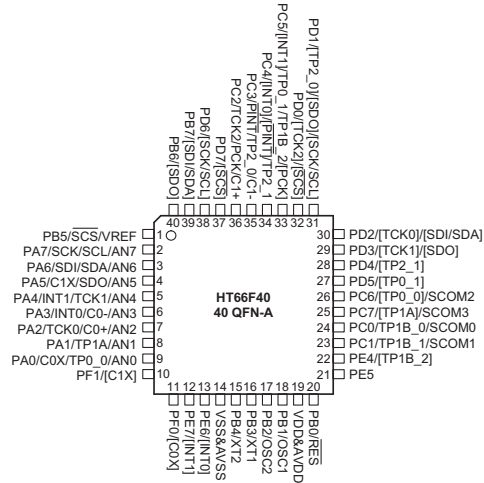 PB6/[SDO]
PB7/[SDI/SDA]
PD6/[SCK/SCL]
PD7/[SCS]
PC2/TCK2/PCK/C1+
PC3/PINT/TP2_0/C1-
PC4/[INT0]/[PINT]/TP2_1
PC5/[INT1]/TP0_1/TP1B_2/[PCK]
PD0/[TCK2]/[SCS]
PD1/[TP2_0]/[SDO]/[SCK/SCL]
40 39 38 37 36 35 34 33 32 31
PB5/SCS/VREF 1
PA7/SCK/SCL/AN7 2
PA6/SDI/SDA/AN6 3
PA5/C1X/SDO/AN5 4
PA4/INT1/TCK1/AN4 5
PA3/INT0/C0-/AN3 6
PA2/TCK0/C0+/AN2 7
PA1/TP1A/AN1 8
PA0/C0X/TP0_0/AN0 9
PF1/[C1X] 10
HT66F40
40 QFN-A
30 PD2/[TCK0]/[SDI/SDA]
29 PD3/[TCK1]/[SDO]
28 PD4/[TP2_1]
27 PD5/[TP0_1]
26 PC6/[TP0_0]/SCOM2
25 PC7/[TP1A]/SCOM3
24 PC0/TP1B_0/SCOM0
23 PC1/TP1B_1/SCOM1
22 PE4/[TP1B_2]
21 PE5
11 12 13 14 15 16 17 18 19 20
PF0/[C0X]
PE7/[INT1]
PE6/[INT0]
VSS&AVSS
PB4/XT2
PB3/XT1
PB2/OSC2
PB1/OSC1
VDD&AVDD
PB0/RES